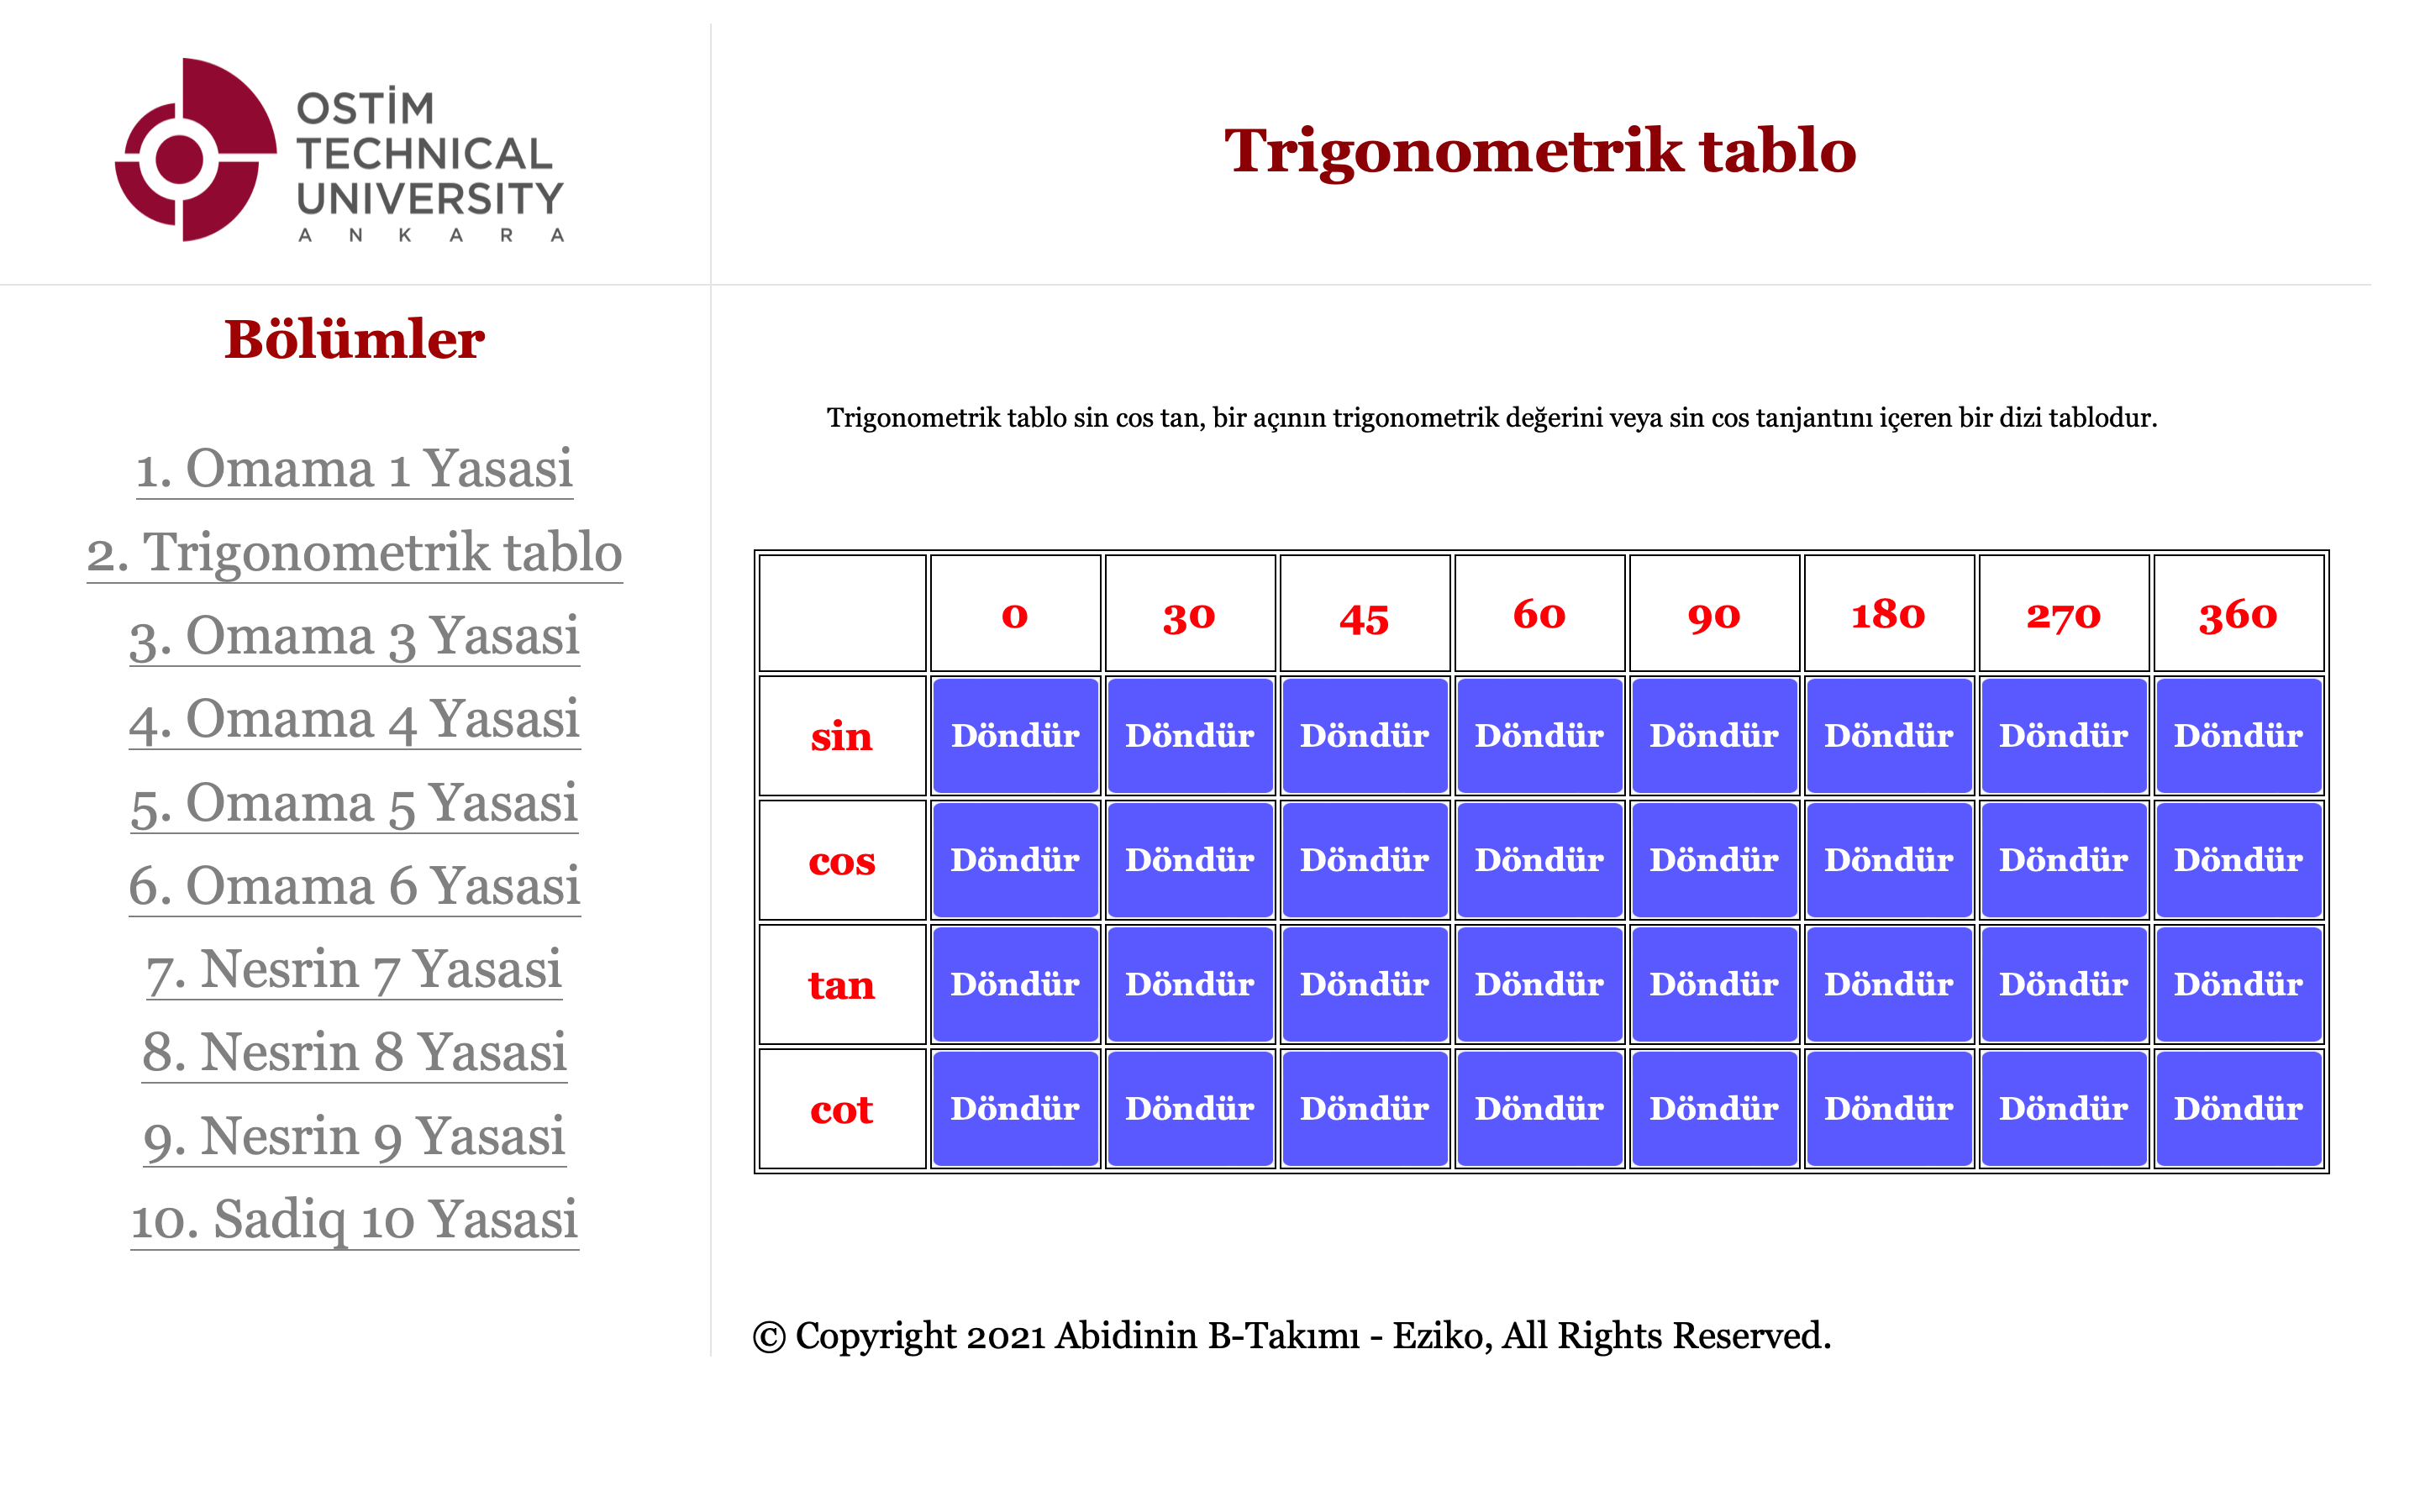 OSTİM
TECHNICAL
UNIVERSITY
ANKARA
Trigonometrik tablo
Bölümler
1. Omama 1 Yasasi
2. Trigonometrik tablo
3. Omama 3 Yasasi
4. Omama 4 Yasasi
5. Omama 5 Yasasi
6. Omama 6 Yasasi
7. Nesrin 7 Yasasi
8. Nesrin 8 Yasasi
9. Nesrin 9 Yasasi
10. Sadiq 10 Yasasi
Trigonometrik tablo sin cos tan, bir açının trigonometrik değerini veya sin cos tanjantını içeren bir dizi tablodur.
0 30 45 60 90 180 270 360
sin Döndür Döndür Döndür Döndür Döndür Döndür Döndür Döndür
cos Döndür Döndür Döndür Döndür Döndür Döndür Döndür Döndür
tan Döndür Döndür Döndür Döndür Döndür Döndür Döndür Döndür
cot Döndür Döndür Döndür Döndür Döndür Döndür Döndür Döndür
© Copyright 2021 Abidinin B-Takımı - Eziko, All Rights Reserved.